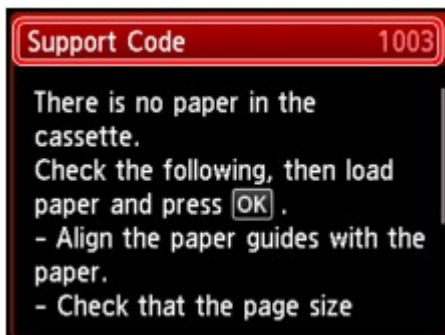 Support Code 1003
There is no paper in the
cassette.
Check the following, then load
paper and press OK .
- Align the paper guides with the
paper.
- Check that the page size